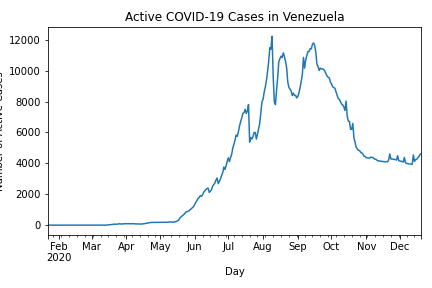 Active COVID-19 Cases in Venezuela
12000
10000
8000
6000
4000
2000
0
Number of Active Cases
Feb Mar Apr May Jun Jul Aug Sep Oct Nov Dec
2020
Day